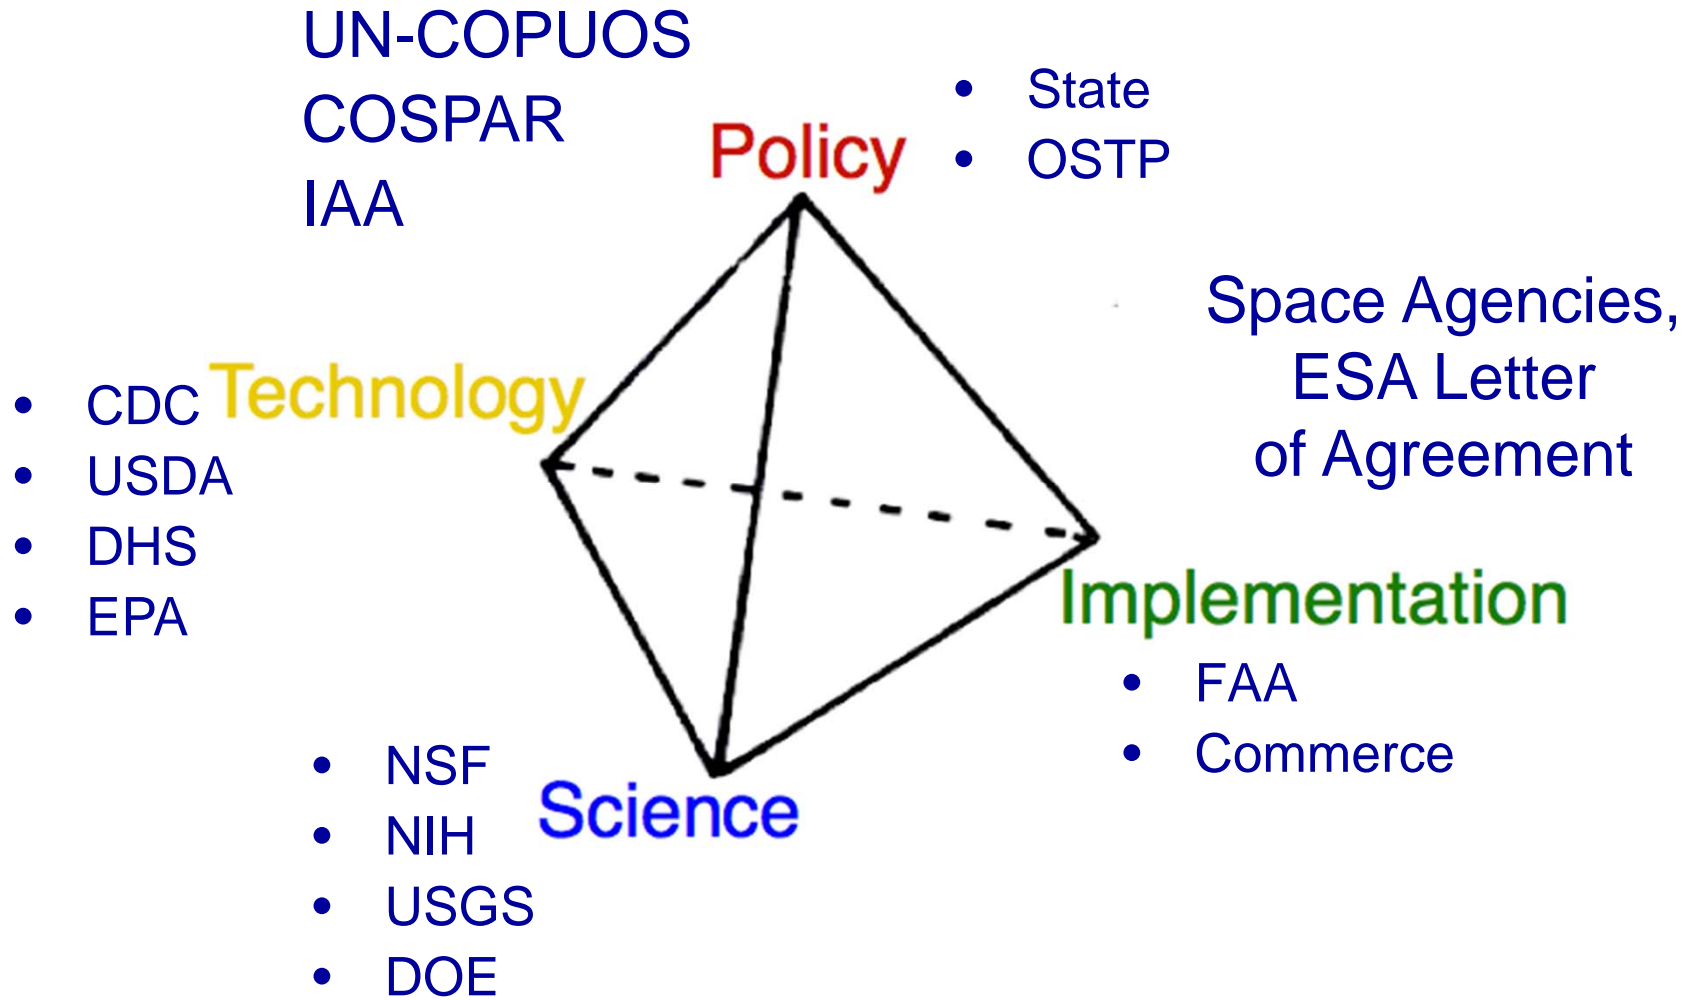 UN-COPUOS
COSPAR
IAA
Policy
• State
• OSTP
Space Agencies,
ESA Letter
of Agreement
Technology
• CDC
• USDA
• DHS
• EPA
Implementation
• FAA
• Commerce
Science
• NSF
• NIH
• USGS
• DOE